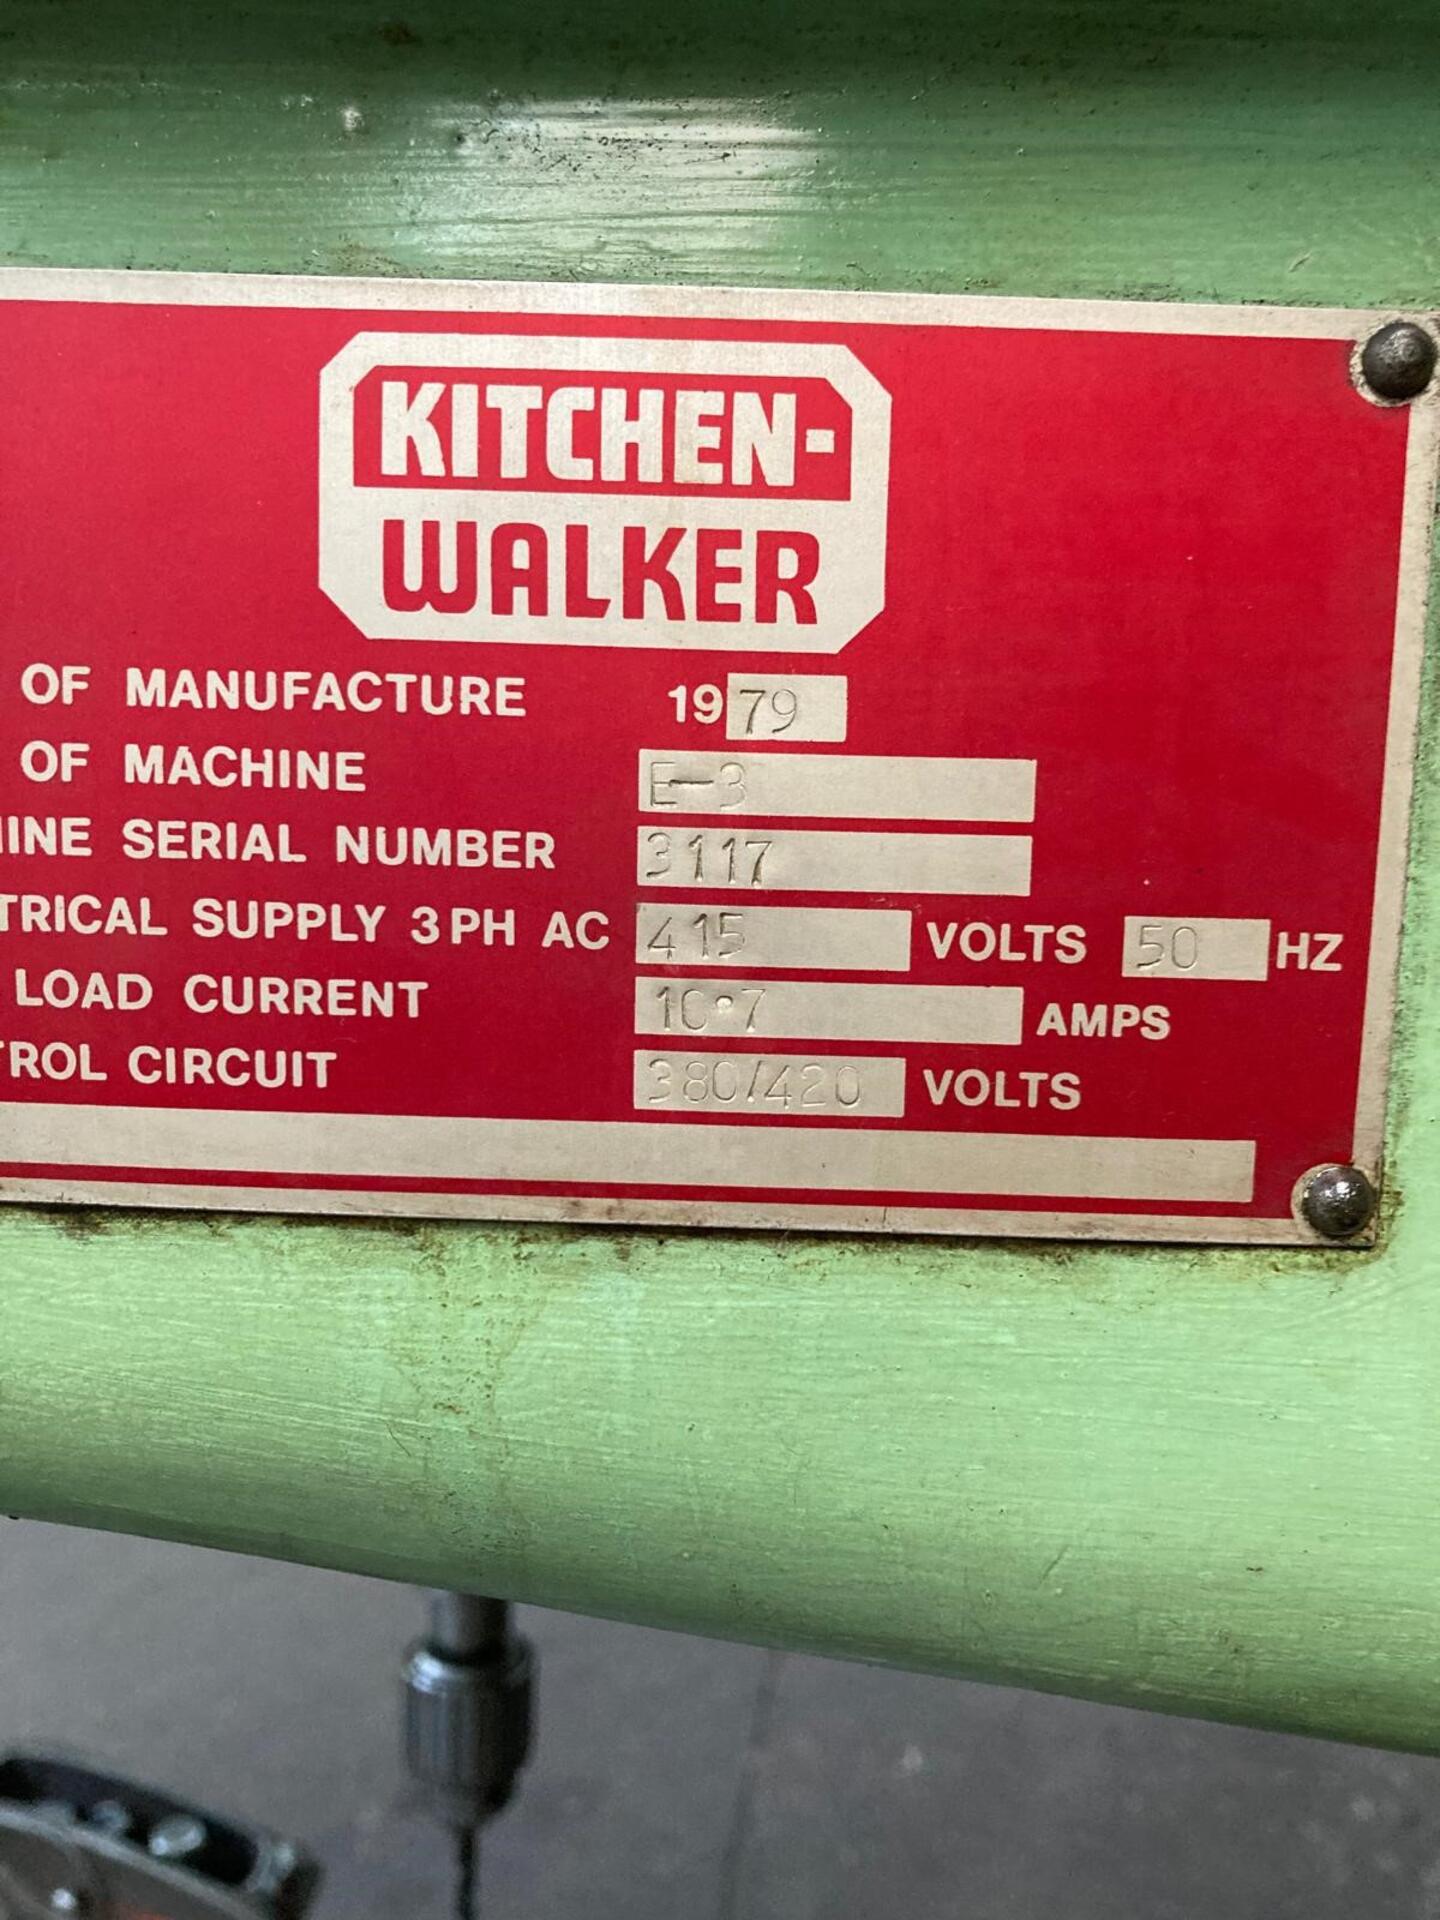 KITCHEN-
WALKER
OF MANUFACTURE 1979
OF MACHINE E-3
INE SERIAL NUMBER 3117
TRICAL SUPPLY 3PH AC 415 VOLTS 50 HZ
LOAD CURRENT 10.7 AMPS
TROL CIRCUIT 380/420 VOLTS